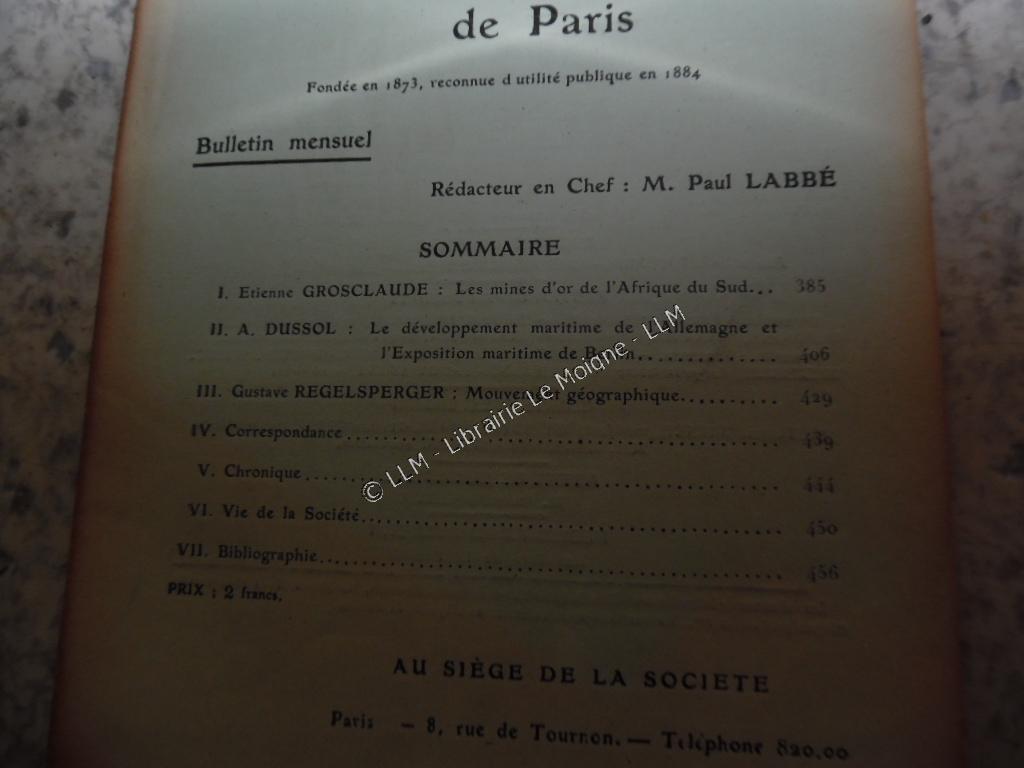 de Paris
Fondée en 1873, reconnue d'utilité publique en 1884
Bulletin mensuel
Rédacteur en Chef : M. Paul LABBÉ
SOMMAIRE
I. Etienne GROSCLAUDE : Les mines d'or de l'Afrique du Sud... 385
II. A. DUSSOL : Le développement maritime de l'Allemagne et
l'Exposition maritime de .............. 406
III. Gustave REGELSPERGER : Mouvement géographique.......... 429
IV. Correspondance............................................ 439
V. Chronique................................................ 444
VI. Vie de la Société.......................................... 450
VII. Bibliographie............................................. 456
PRIX : 2 francs.
AU SIÈGE DE LA SOCIETE
Paris — 8, rue de Tournon. — Téléphone 820.00
© LLM - Librairie Le Moigne - LLM